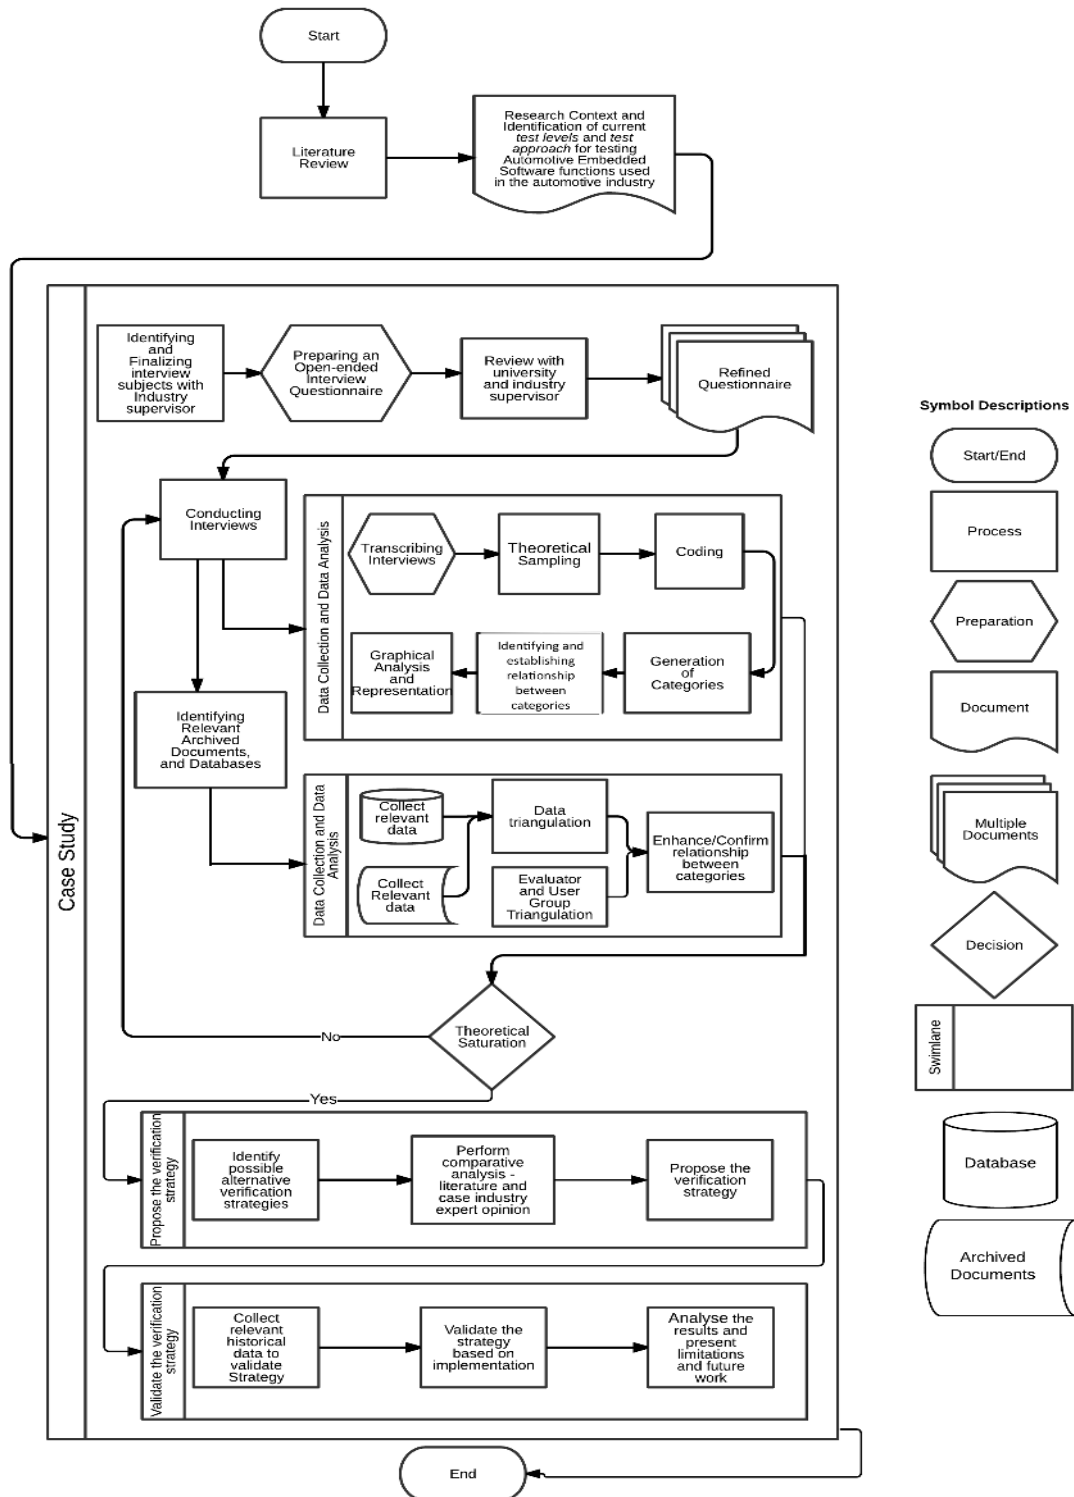 Start
Literature
Review
Research Context and
Identification of current
test levels and test
approach for testing
Automotive Embedded
Software functions used
in the automotive industry
Case Study
Identifying
and
Finalizing
interview
subjects with
Industry
supervisor
Preparing an
Open-ended
Interview
Questionnaire
Review with
university
and industry
supervisor
Refined
Questionnaire
Conducting
Interviews
Data Collection and Data Analysis
Transcribing
Interviews
Theoretical
Sampling
Coding
Generation
of
Categories
Identifying and
establishing
relationship
between
categories
Graphical
Analysis
and
Representation
Identifying
Relevant
Archived
Documents,
and Databases
Data Collection and Data
Analysis
Collect
relevant
data
Collect
Relevant
data
Data
triangulation
Evaluator and
User
Group
Triangulation
Enhance/Confirm
relationship
between
categories
Theoretical
Saturation
No
Yes
Propose the verification
strategy
Identify
possible
alternative
verification
strategies
Perform
comparative
analysis -
literature and
case industry
expert opinion
Propose the
verification
strategy
Validate the verification
strategy
Collect
relevant
historical
data to
validate
Strategy
Validate the
strategy
based on
implementation
Analyse the
results and
present
limitations
and future
work
End
Symbol Descriptions
Start/End
Process
Preparation
Document
Multiple
Documents
Decision
Swimlane
Database
Archived
Documents